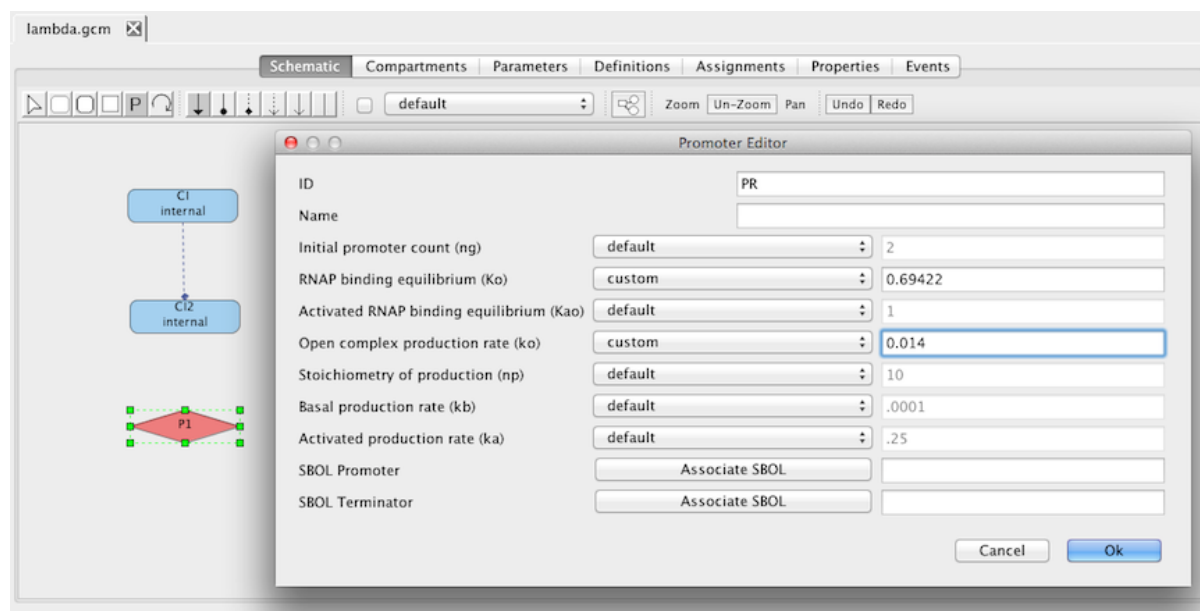 lambda.gcm
Schematic Compartments Parameters Definitions Assignments Properties Events
P default Zoom Un-Zoom Pan Undo Redo
Promoter Editor
ID PR
Name
Initial promoter count (ng) default 2
RNAP binding equilibrium (Ko) custom 0.69422
Activated RNAP binding equilibrium (Kao) default 1
Open complex production rate (ko) custom 0.014
Stoichiometry of production (np) default 10
Basal production rate (kb) default .0001
Activated production rate (ka) default .25
SBOL Promoter Associate SBOL
SBOL Terminator Associate SBOL
Cancel Ok
CI
internal
CI2
internal
P1